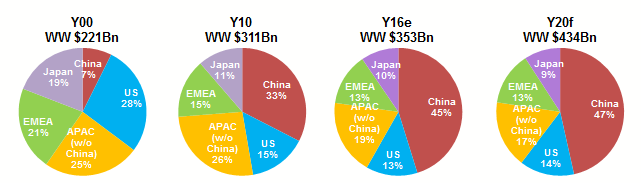 Y00
WW $221Bn
China
7%
US
28%
APAC
(w/o
China)
25%
EMEA
21%
Japan
19%
Y10
WW $311Bn
China
33%
US
15%
APAC
(w/o
China)
26%
EMEA
15%
Japan
11%
Y16e
WW $353Bn
China
45%
US
13%
APAC
(w/o
China)
19%
EMEA
13%
Japan
10%
Y20f
WW $434Bn
China
47%
US
14%
APAC
(w/o
China)
17%
EMEA
13%
Japan
9%